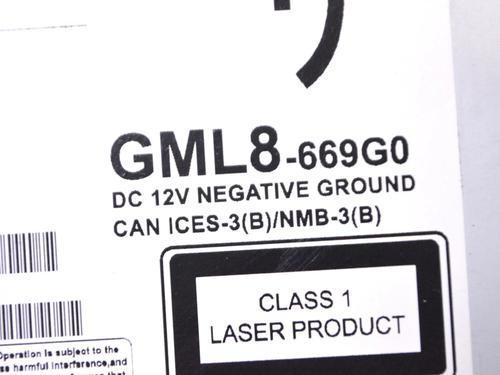 GML8-669G0
DC 12V NEGATIVE GROUND
CAN ICES-3(B)/NMB-3(B)
CLASS 1
LASER PRODUCT
Operation is subject to the
harmful interference, and